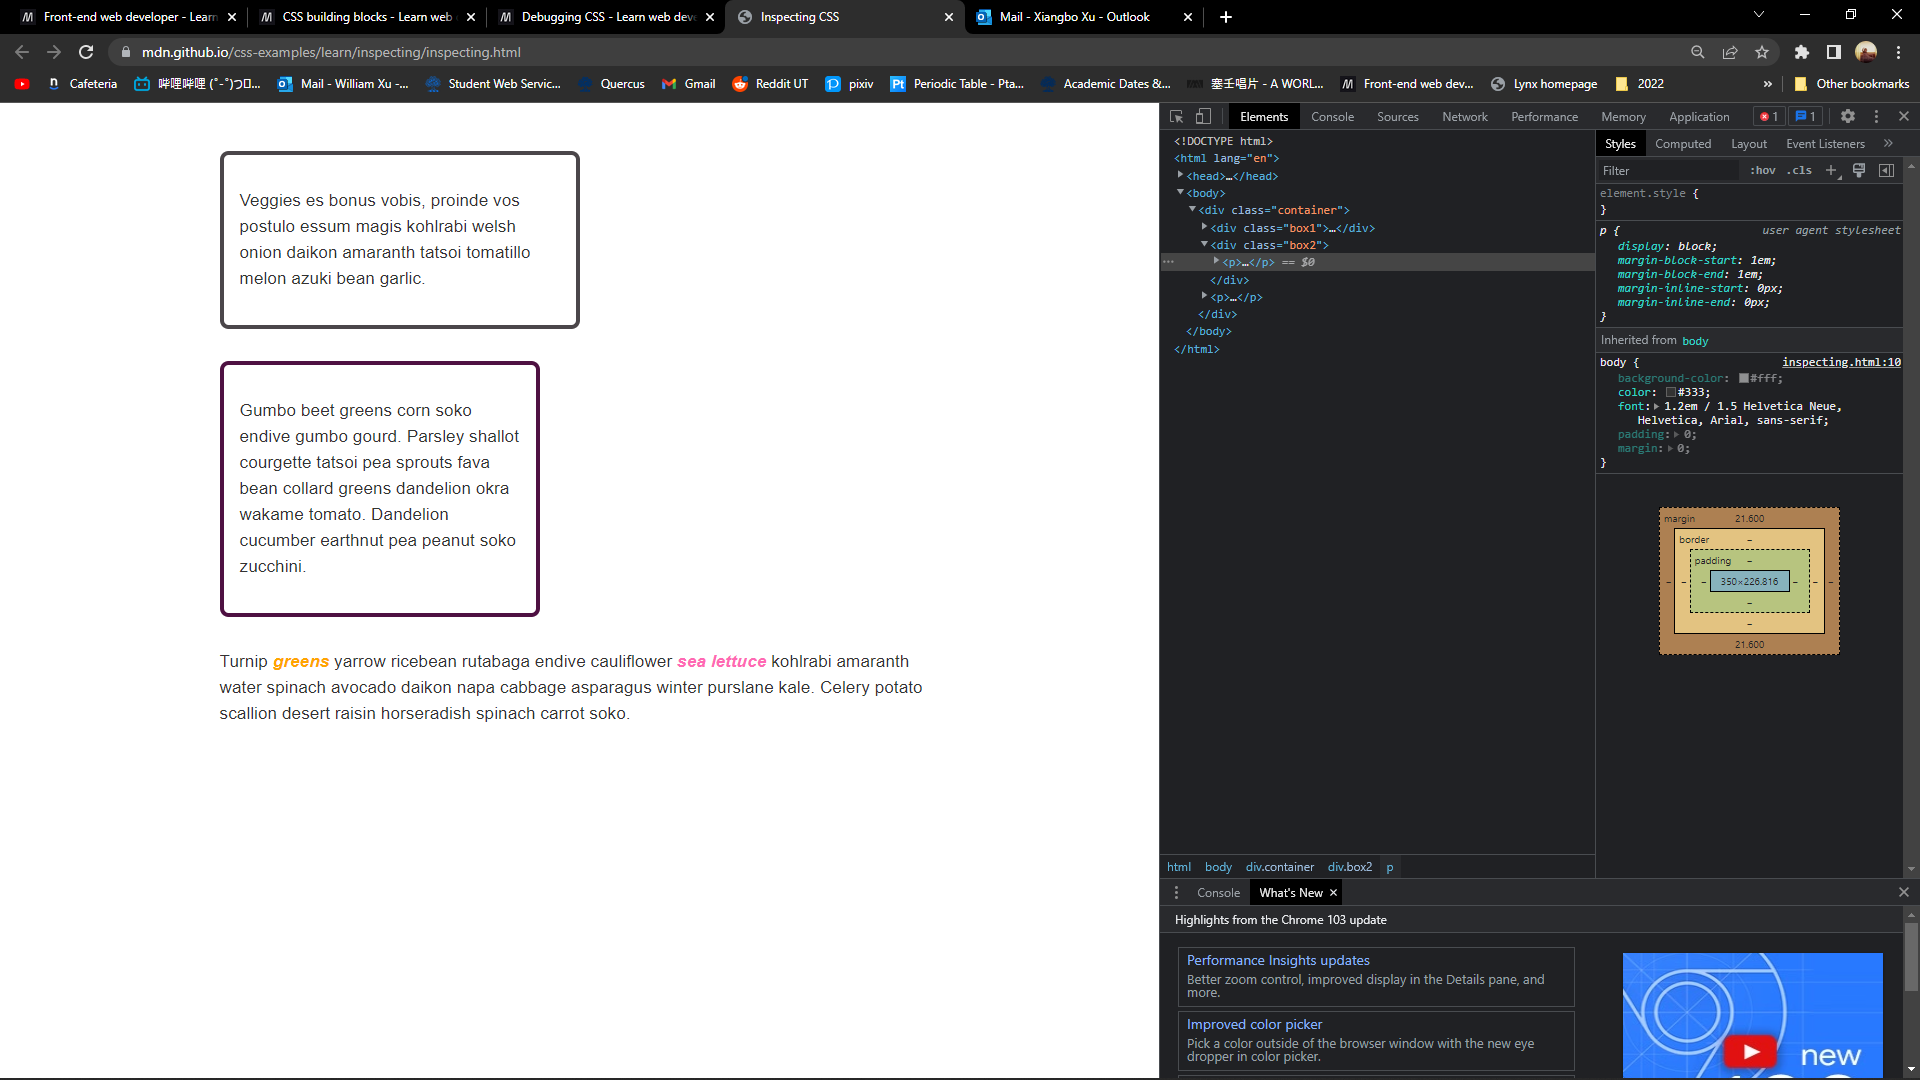 Front-end web developer - Learn
CSS building blocks - Learn web
Debugging CSS - Learn web dev
Inspecting CSS
Mail - Xiangbo Xu - Outlook
mdn.github.io/css-examples/learn/inspecting/inspecting.html
Cafeteria
Mail - William Xu -...
Student Web Servic...
Quercus
Gmail
Reddit UT
pixiv
Periodic Table - Pta...
Academic Dates &...
塞壬唱片 - A WORL...
Front-end web dev...
Lynx homepage
2022
»
Other bookmarks
Veggies es bonus vobis, proinde vos
postulo essum magis kohlrabi welsh
onion daikon amaranth tatsoi tomatillo
melon azuki bean garlic.
Gumbo beet greens corn soko
endive gumbo gourd. Parsley shallot
courgette tatsoi pea sprouts fava
bean collard greens dandelion okra
wakame tomato. Dandelion
cucumber earthnut pea peanut soko
zucchini.
Turnip greens yarrow ricebean rutabaga endive cauliflower sea lettuce kohlrabi amaranth
water spinach avocado daikon napa cabbage asparagus winter purslane kale. Celery potato
scallion desert raisin horseradish spinach carrot soko.
Elements Console Sources Network Performance Memory Application 1 1
<!DOCTYPE html>
<html lang="en">
<head>…</head>
<body>
<div class="container">
<div class="box1">…</div>
<div class="box2">
<p>…</p> == $0
</div>
<p>…</p>
</div>
</body>
</html>
html body div.container div.box2 p
Styles Computed Layout Event Listeners »
Filter :hov .cls +
element.style {
}
p { user agent stylesheet
display: block;
margin-block-start: 1em;
margin-block-end: 1em;
margin-inline-start: 0px;
margin-inline-end: 0px;
}
Inherited from body
body { inspecting.html:10
background-color: #fff;
color: #333;
font: 1.2em / 1.5 Helvetica Neue,
Helvetica, Arial, sans-serif;
padding: 0;
margin: 0;
}
margin 21.600
border –
padding –
– – – 350×226.816 – – –
–
–
21.600
Console What's New
Highlights from the Chrome 103 update
Performance Insights updates
Better zoom control, improved display in the Details pane, and
more.
Improved color picker
Pick a color outside of the browser window with the new eye
dropper in color picker.
new